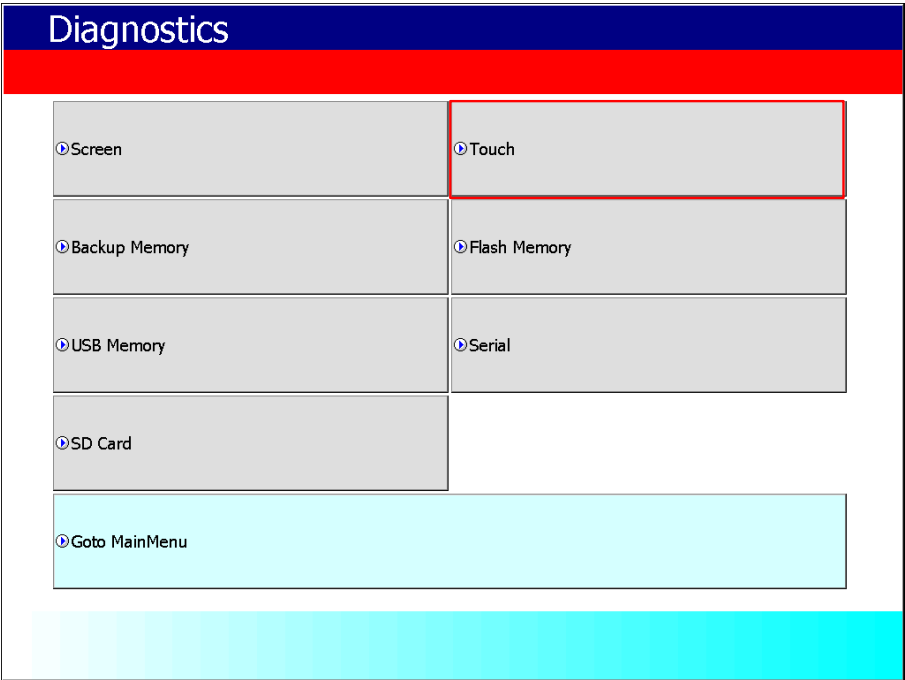 Diagnostics
Screen
Touch
Backup Memory
Flash Memory
USB Memory
Serial
SD Card
Goto MainMenu